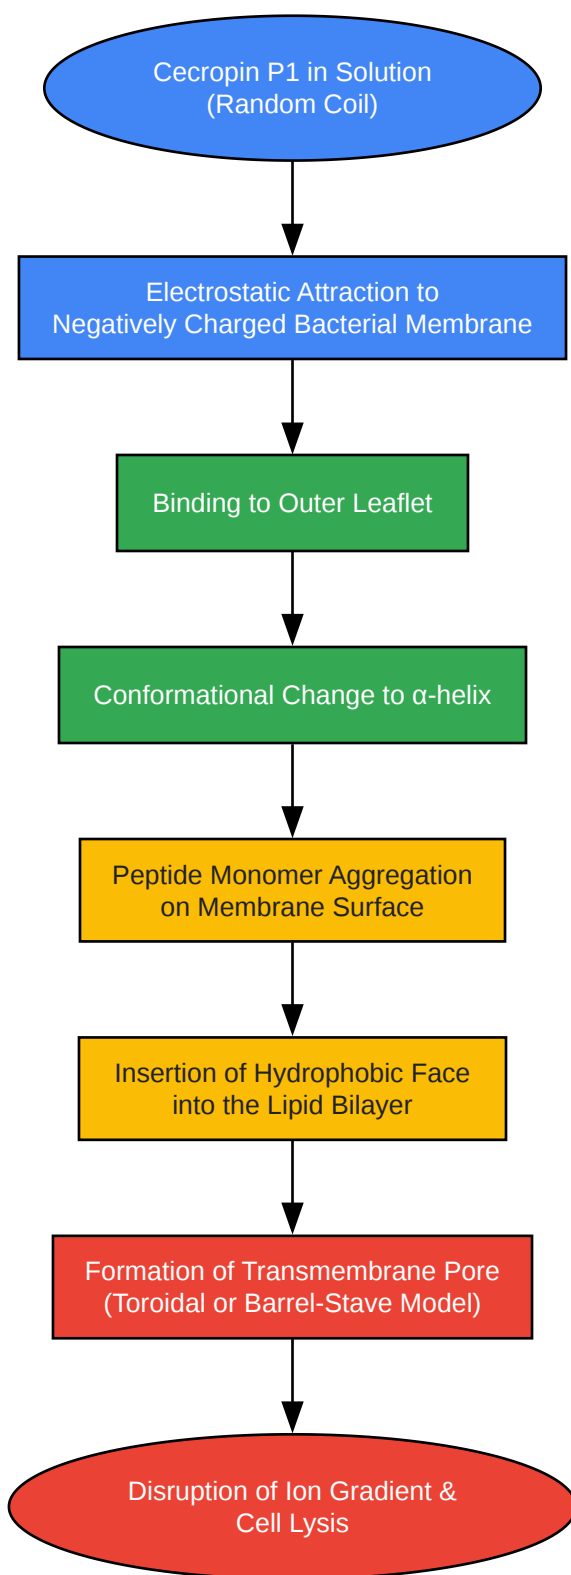 Cecropin P1 in Solution
(Random Coil)
Electrostatic Attraction to
Negatively Charged Bacterial Membrane
Binding to Outer Leaflet
Conformational Change to α-helix
Peptide Monomer Aggregation
on Membrane Surface
Insertion of Hydrophobic Face
into the Lipid Bilayer
Formation of Transmembrane Pore
(Toroidal or Barrel-Stave Model)
Disruption of Ion Gradient &
Cell Lysis